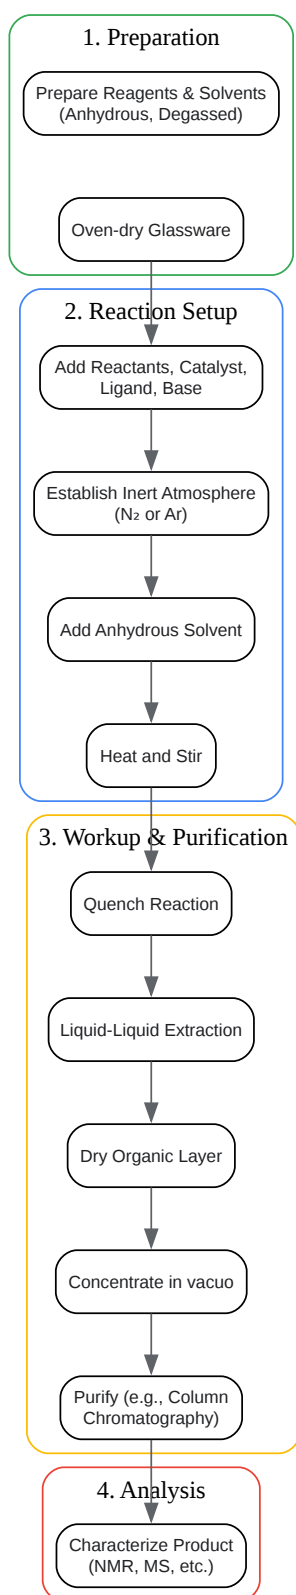 1. Preparation
Prepare Reagents & Solvents
(Anhydrous, Degassed)
Oven-dry Glassware
2. Reaction Setup
Add Reactants, Catalyst,
Ligand, Base
Establish Inert Atmosphere
(N₂ or Ar)
Add Anhydrous Solvent
Heat and Stir
3. Workup & Purification
Quench Reaction
Liquid-Liquid Extraction
Dry Organic Layer
Concentrate in vacuo
Purify (e.g., Column
Chromatography)
4. Analysis
Characterize Product
(NMR, MS, etc.)